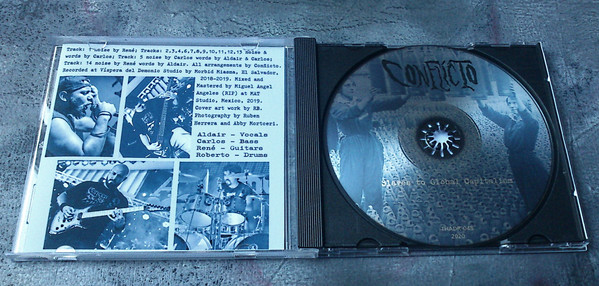 Track: 1 noise by René; Tracks: 2,3,4,6,7,8,9,10,11,12,13 noise &
words by Carlos; Track: 5 noise by Carlos words by Aldair & Carlos;
Track: 14 noise by René words by Aldair. All arrangements by Conflicto.
Recorded at Víspera del Demonio Studio by Morbid Miasma, El Salvador,
2018-2019. Mixed and
Mastered by Miguel Angel
Angeles (RIP) at MAT
Studio, Mexico, 2019.
Cover art work by RB.
Photography by Ruben
Herrera and Abby Morticri.
Aldair - Vocals
Carlos - Bass
René - Guitars
Roberto - Drums
CONFLICTO
Slaves to Global Capitalism
2020